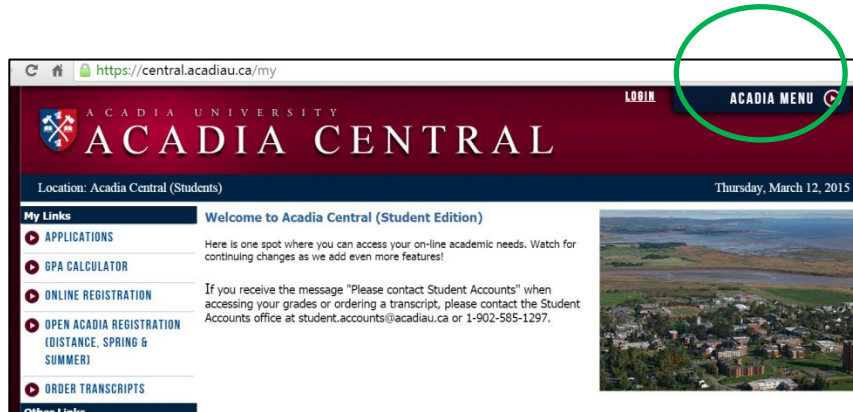 https://central.acadiau.ca/my
LOGIN
ACADIA MENU
ACADIA UNIVERSITY
ACADIA CENTRAL
Location: Acadia Central (Students)
Thursday, March 12, 2015
My Links
APPLICATIONS
GPA CALCULATOR
ONLINE REGISTRATION
OPEN ACADIA REGISTRATION
(DISTANCE, SPRING &
SUMMER)
ORDER TRANSCRIPTS
Other Links
Welcome to Acadia Central (Student Edition)
Here is one spot where you can access your on-line academic needs. Watch for
continuing changes as we add even more features!
If you receive the message "Please contact Student Accounts" when
accessing your grades or ordering a transcript, please contact the Student
Accounts office at student.accounts@acadiau.ca or 1-902-585-1297.